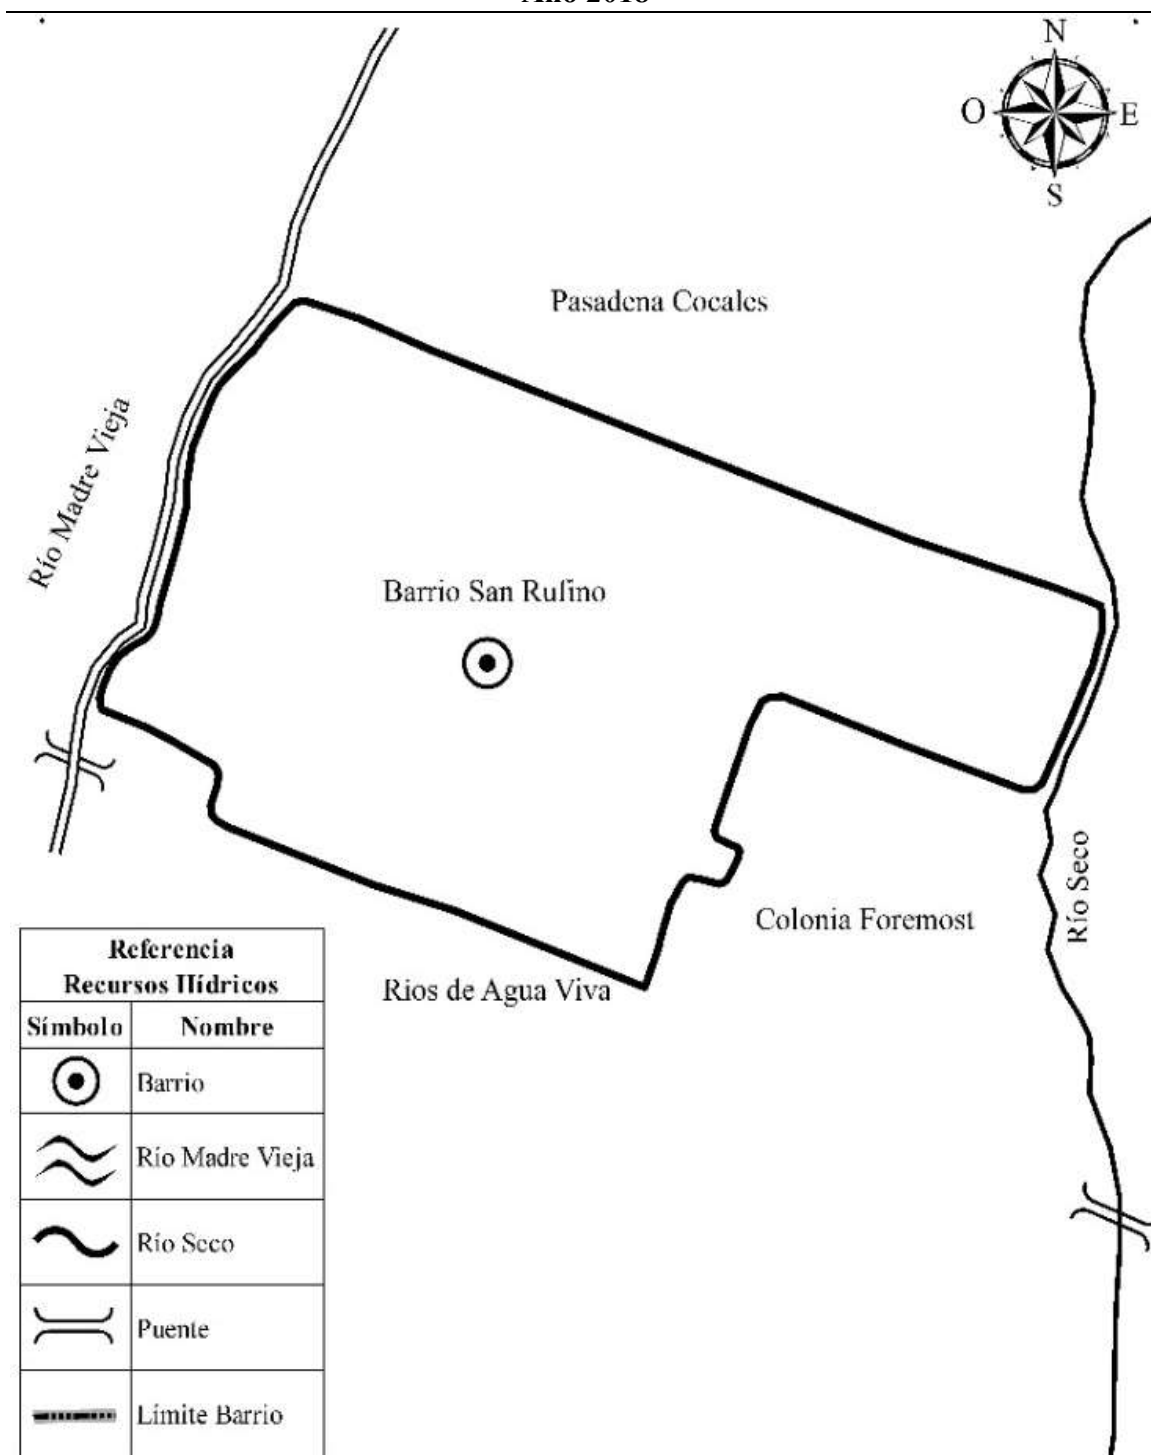 N
O
E
S
Pasadena Cocales
Río Madre Vieja
Barrio San Rufino
Río Seco
Colonia Foremost
Rios de Agua Viva
Referencia
Recursos Hídricos
Símbolo Nombre
Barrio
Río Madre Vieja
Río Seco
Puente
Límite Barrio